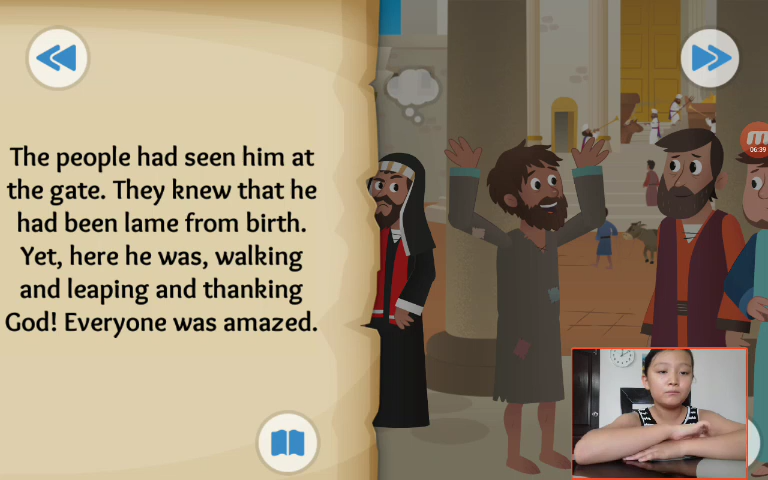 The people had seen him at
the gate. They knew that he
had been lame from birth.
Yet, here he was, walking
and leaping and thanking
God! Everyone was amazed.
06:39